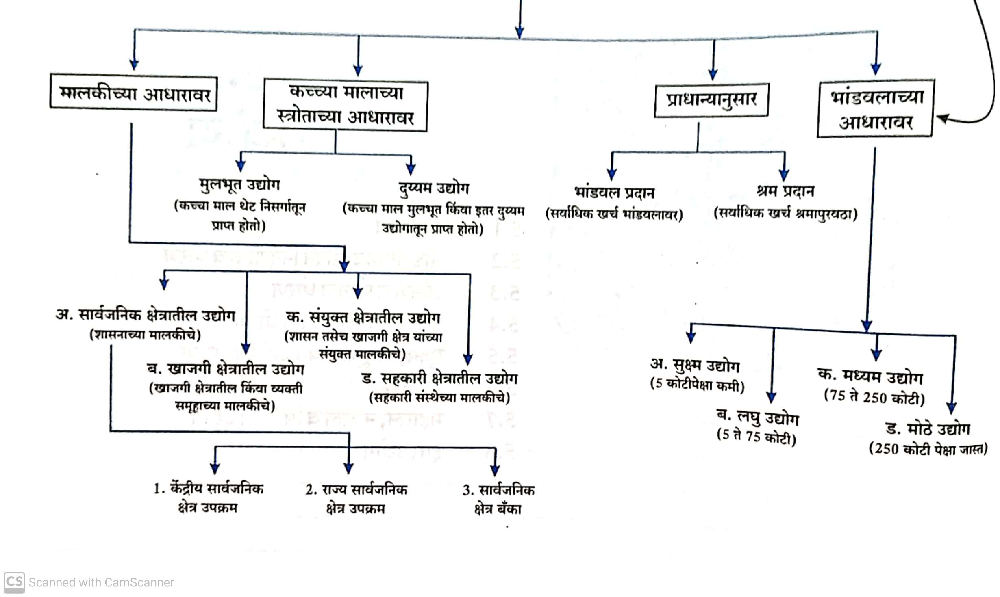 मालकीच्या आधारावर
कच्च्या मालाच्या
स्त्रोताच्या आधारावर
प्राधान्यानुसार
भांडवलाच्या
आधारावर
मुलभूत उद्योग
(कच्चा माल थेट निसर्गातून
प्राप्त होतो)
दुय्यम उद्योग
(कच्चा माल मुलभूत किंवा इतर दुय्यम
उद्योगातून प्राप्त होतो)
भांडवल प्रदान
(सर्वाधिक खर्च भांडवलावर)
श्रम प्रदान
(सर्वाधिक खर्च श्रमापुरवठा)
अ. सार्वजनिक क्षेत्रातील उद्योग
(शासनाच्या मालकीचे)
ब. खाजगी क्षेत्रातील उद्योग
(खाजगी क्षेत्रातील किंवा व्यक्ती
समूहाच्या मालकीचे)
क. संयुक्त क्षेत्रातील उद्योग
(शासन तसेच खाजगी क्षेत्र यांच्या
संयुक्त मालकीचे)
ड. सहकारी क्षेत्रातील उद्योग
(सहकारी संस्थेच्या मालकीचे)
अ. सुक्ष्म उद्योग
(5 कोटीपेक्षा कमी)
ब. लघु उद्योग
(5 ते 75 कोटी)
क. मध्यम उद्योग
(75 ते 250 कोटी)
ड. मोठे उद्योग
(250 कोटी पेक्षा जास्त)
1. केंद्रीय सार्वजनिक
क्षेत्र उपक्रम
2. राज्य सार्वजनिक
क्षेत्र उपक्रम
3. सार्वजनिक
क्षेत्र बँका
CS Scanned with CamScanner